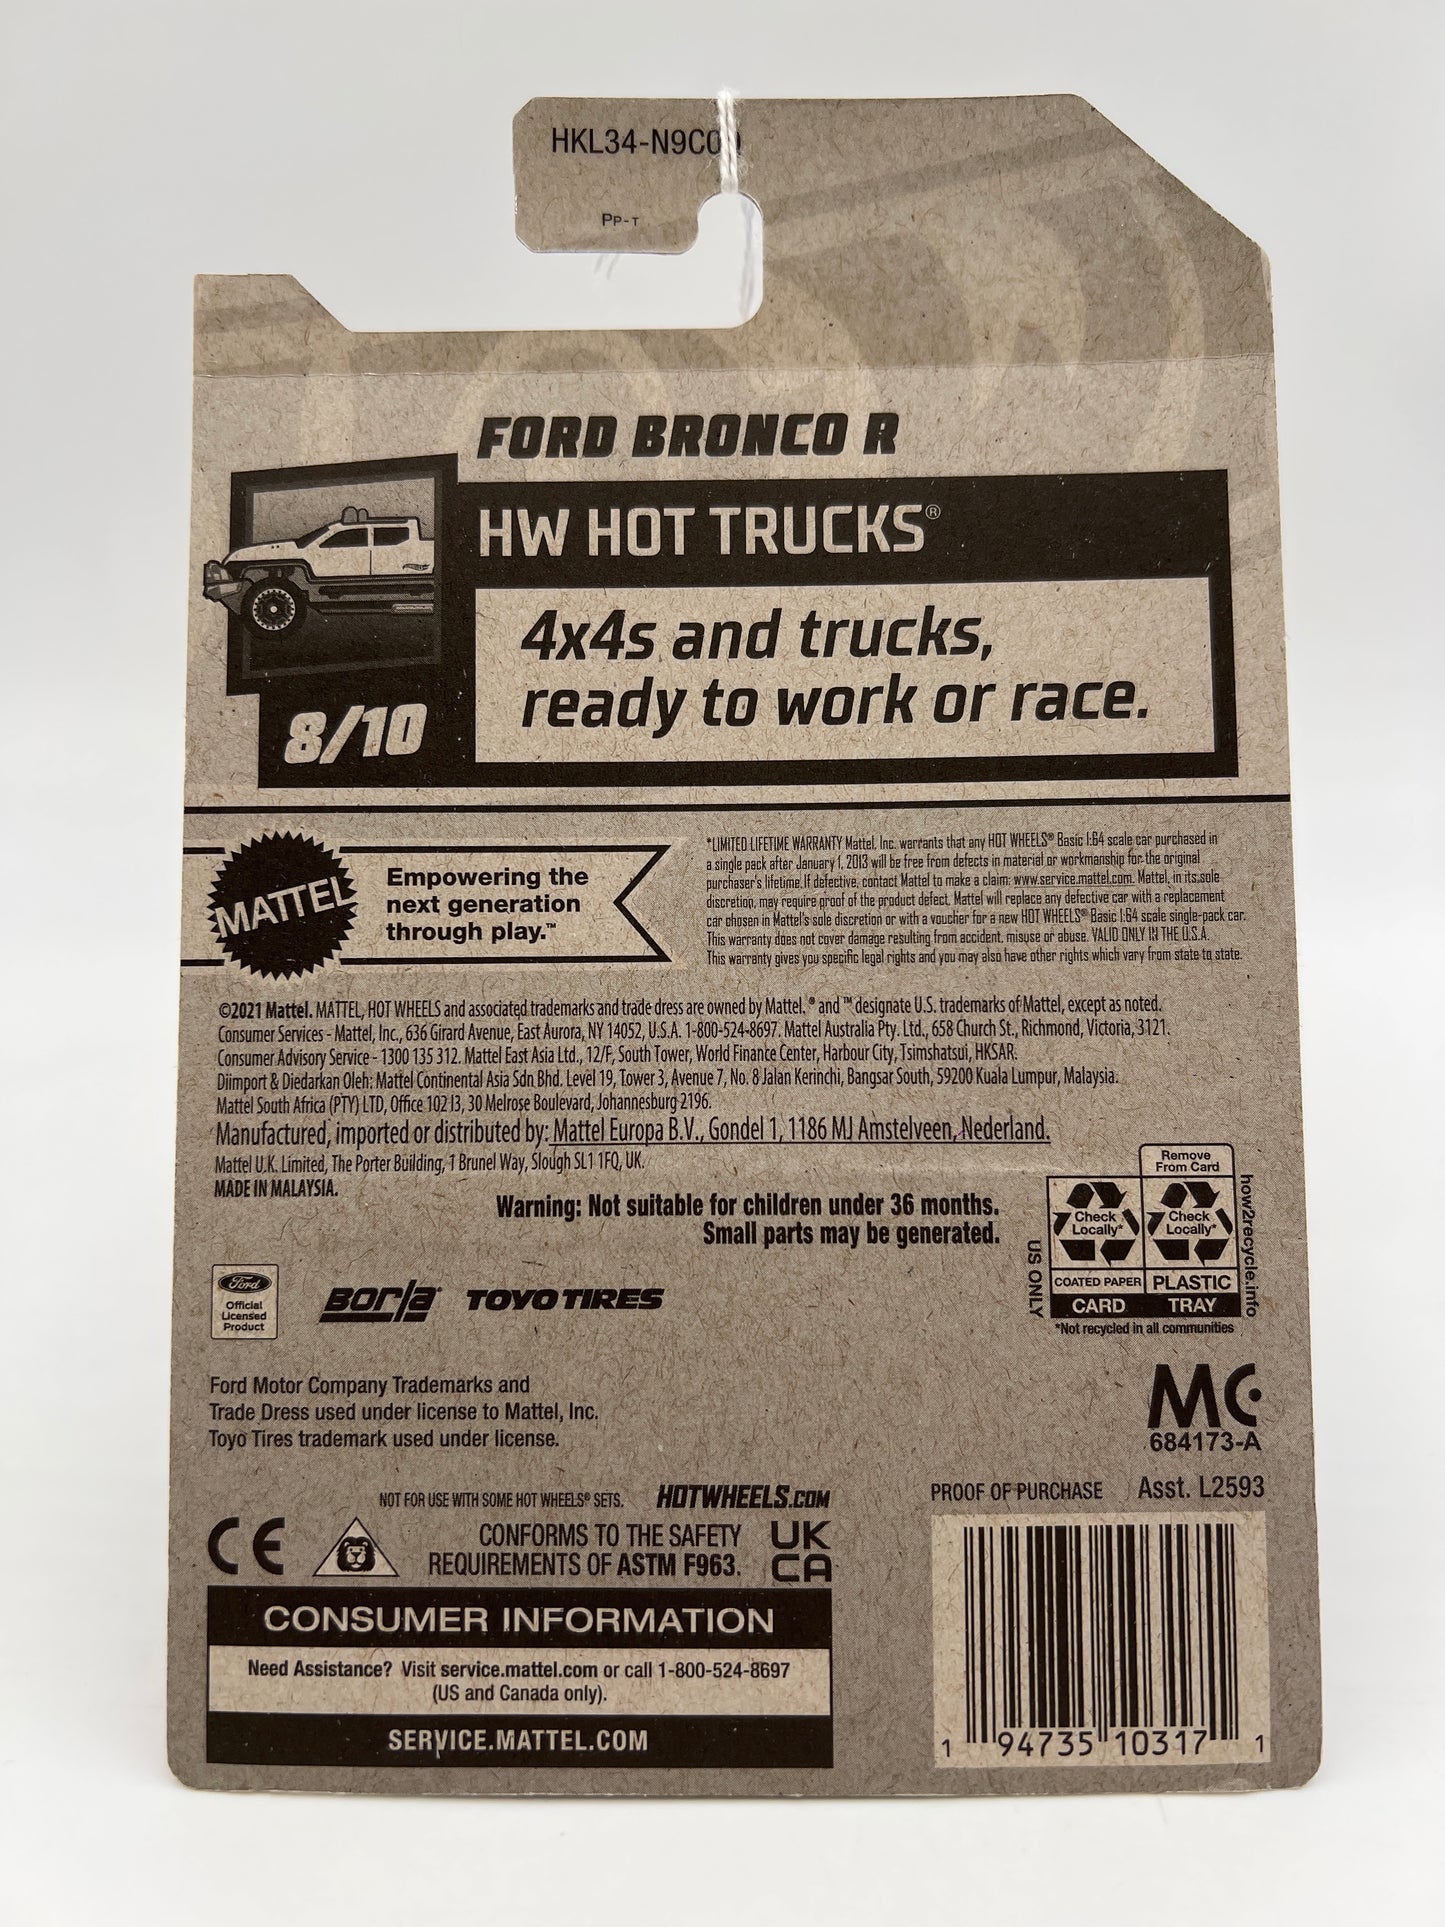 HKL34-N9C0
PP-T
FORD BRONCO R
HW HOT TRUCKS®
4x4s and trucks,
ready to work or race.
8/10
MATTEL
Empowering the
next generation
through play.™
*LIMITED LIFETIME WARRANTY Mattel, Inc. warrants that any HOT WHEELS® Basic 1:64 scale car purchased in
a single pack after January 1, 2013 will be free from defects in material or workmanship for the original
purchaser's lifetime. If defective, contact Mattel to make a claim: www.service.mattel.com. Mattel, in its sole
discretion, may require proof of the product defect. Mattel will replace any defective car with a replacement
car chosen in Mattel's sole discretion or with a voucher for a new HOT WHEELS® Basic 1:64 scale single-pack car.
This warranty does not cover damage resulting from accident, misuse or abuse. VALID ONLY IN THE U.S.A.
This warranty gives you specific legal rights and you may also have other rights which vary from state to state.
©2021 Mattel. MATTEL, HOT WHEELS and associated trademarks and trade dress are owned by Mattel. ® and ™ designate U.S. trademarks of Mattel, except as noted.
Consumer Services - Mattel, Inc., 636 Girard Avenue, East Aurora, NY 14052, U.S.A. 1-800-524-8697. Mattel Australia Pty. Ltd., 658 Church St., Richmond, Victoria, 3121.
Consumer Advisory Service - 1300 135 312. Mattel East Asia Ltd., 12/F, South Tower, World Finance Center, Harbour City, Tsimshatsui, HKSAR.
Diimport & Diedarkan Oleh: Mattel Continental Asia Sdn Bhd. Level 19, Tower 3, Avenue 7, No. 8 Jalan Kerinchi, Bangsar South, 59200 Kuala Lumpur, Malaysia.
Mattel South Africa (PTY) LTD, Office 102 I3, 30 Melrose Boulevard, Johannesburg 2196.
Manufactured, imported or distributed by: Mattel Europa B.V., Gondel 1, 1186 MJ Amstelveen, Nederland.
Mattel U.K. Limited, The Porter Building, 1 Brunel Way, Slough SL1 1FQ, UK.
MADE IN MALAYSIA.
Warning: Not suitable for children under 36 months.
Small parts may be generated.
Remove
From Card
Check
Locally*
Check
Locally*
COATED PAPER
PLASTIC
CARD
TRAY
US ONLY
how2recycle.info
*Not recycled in all communities
Ford
Official
Licensed
Product
BORLA®
TOYO TIRES
Ford Motor Company Trademarks and
Trade Dress used under license to Mattel, Inc.
Toyo Tires trademark used under license.
MC
684173-A
NOT FOR USE WITH SOME HOT WHEELS® SETS.
HOTWHEELS.COM
PROOF OF PURCHASE
Asst. L2593
CE
CONFORMS TO THE SAFETY
REQUIREMENTS OF ASTM F963.
UK
CA
CONSUMER INFORMATION
Need Assistance? Visit service.mattel.com or call 1-800-524-8697
(US and Canada only).
SERVICE.MATTEL.COM
1 94735 10317 1